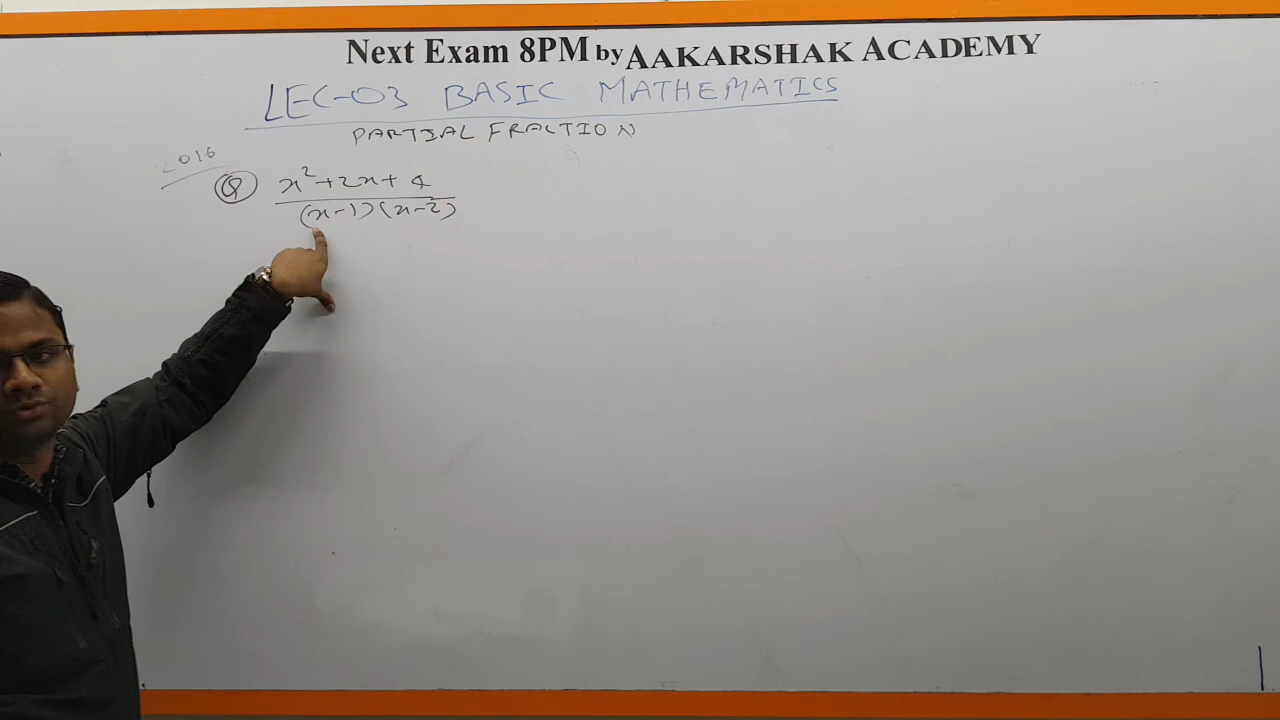 Next Exam 8PM by AAKARSHAK ACADEMY
LEC-03 BASIC MATHEMATICS
PARTIAL FRACTION
2016
Q x²+2x+4
(x-1)(x-2)